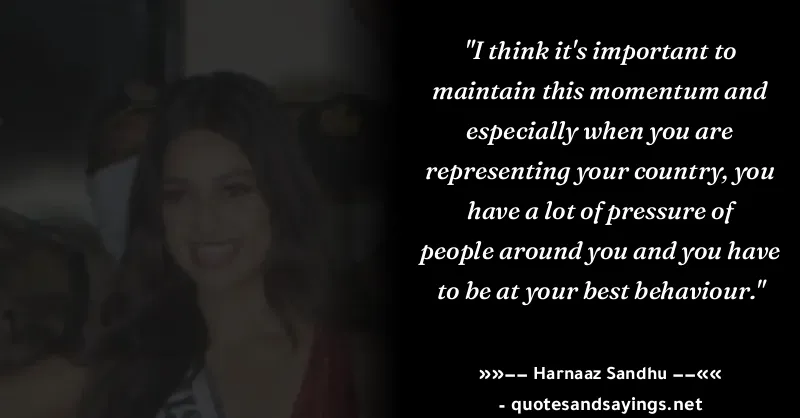 "I think it's important to
maintain this momentum and
especially when you are
representing your country, you
have a lot of pressure of
people around you and you have
to be at your best behaviour."
»»−− Harnaaz Sandhu −−««
- quotesandsayings.net